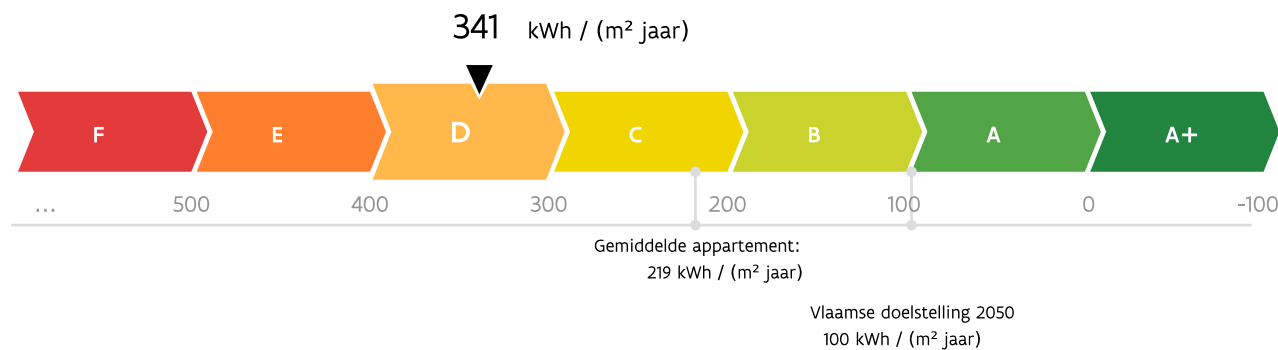 341 kWh / (m² jaar)
F E D C B A A+
... 500 400 300 200 100 0 -100
Gemiddelde appartement:
219 kWh / (m² jaar)
Vlaamse doelstelling 2050
100 kWh / (m² jaar)